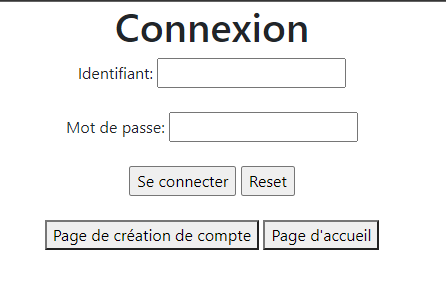 Connexion
Identifiant:
Mot de passe:
Se connecter Reset
Page de création de compte Page d'accueil